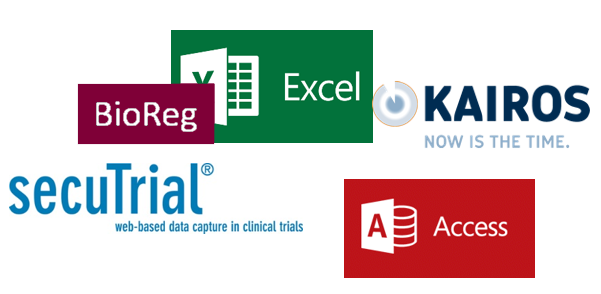 X Excel
BioReg
KAIROS
NOW IS THE TIME.
secuTrial®
web-based data capture in clinical trials
A Access